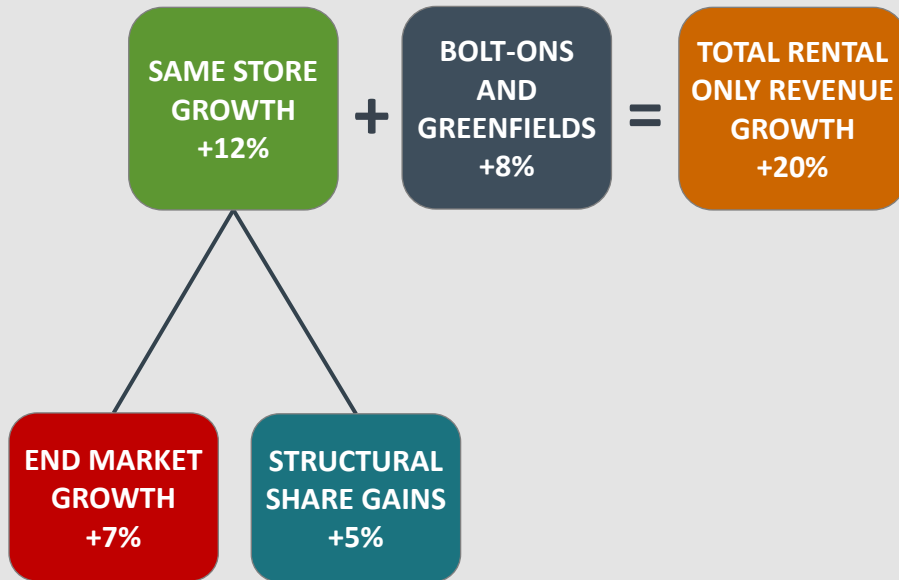 SAME STORE
GROWTH
+12%
+
BOLT-ONS
AND
GREENFIELDS
+8%
=
TOTAL RENTAL
ONLY REVENUE
GROWTH
+20%
END MARKET
GROWTH
+7%
STRUCTURAL
SHARE GAINS
+5%